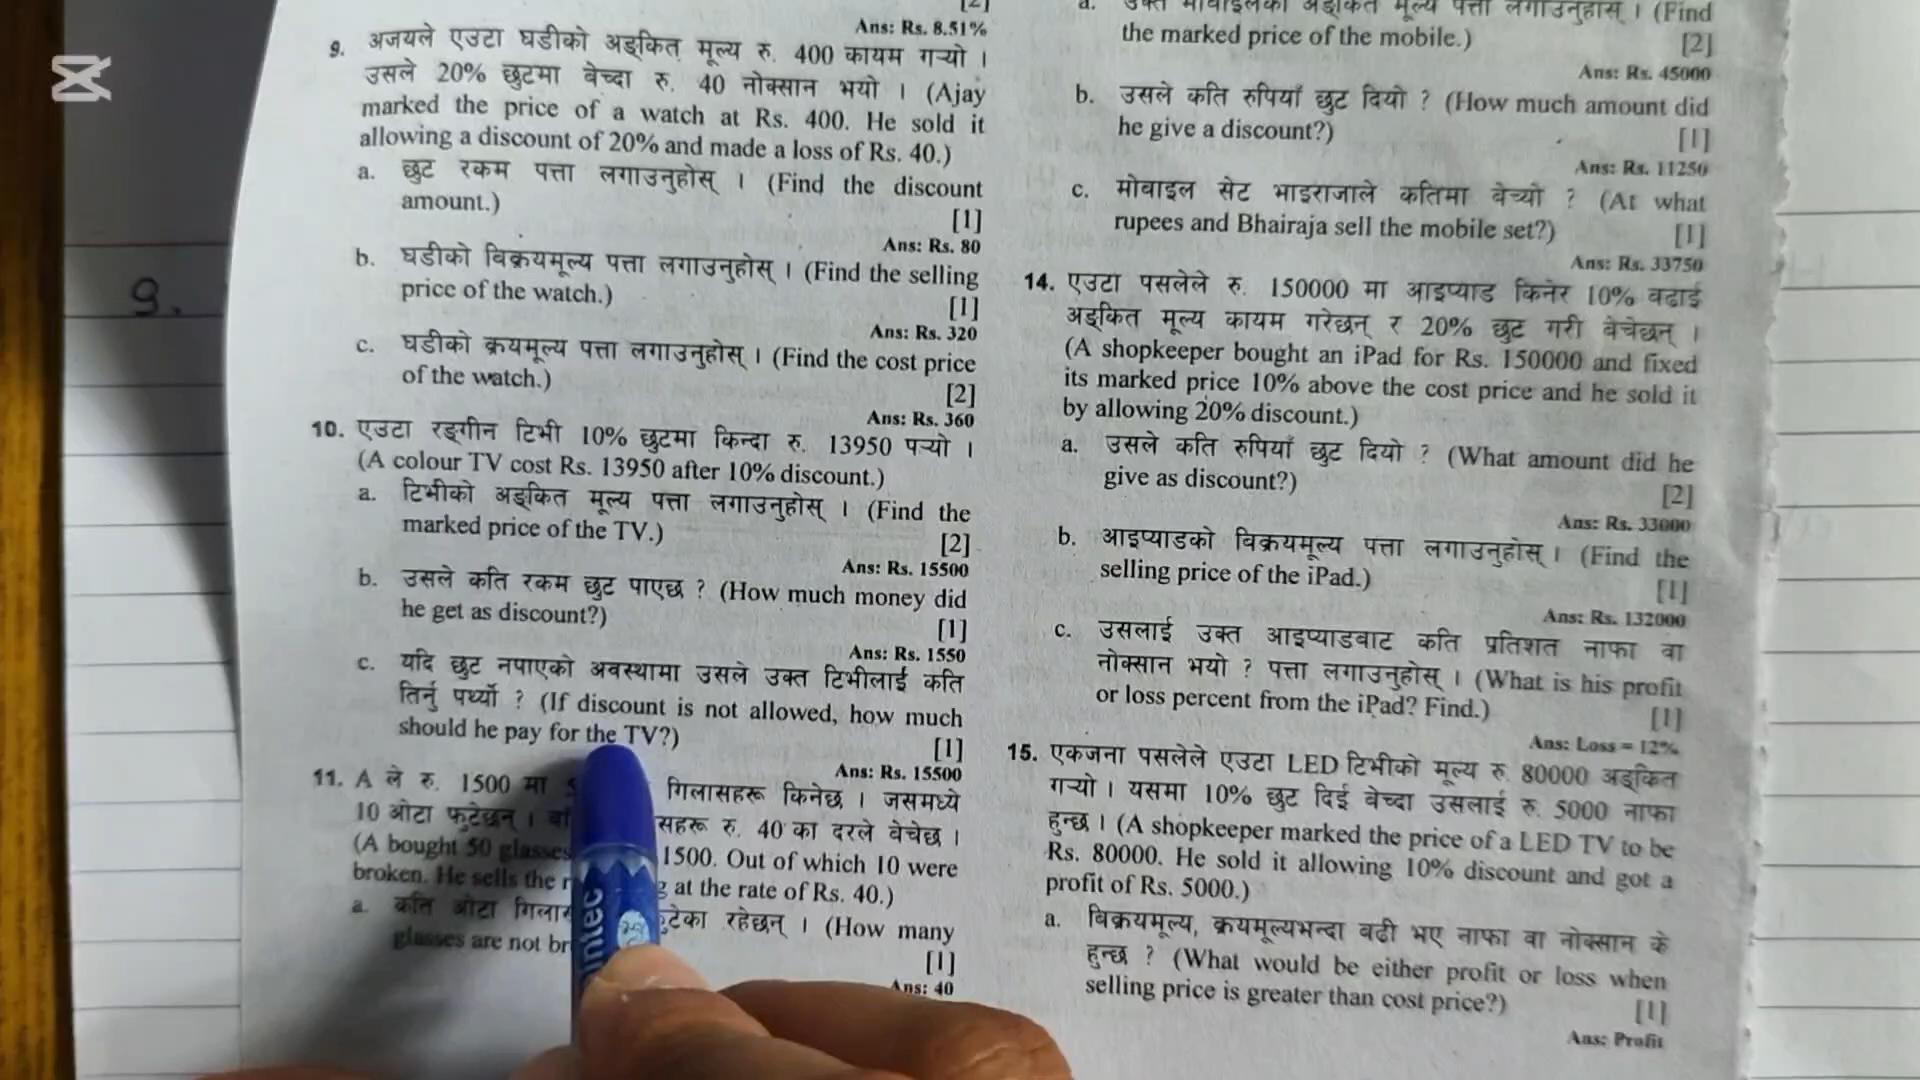 Ans: Rs. 8.51%
9. अजयले एउटा घडीको अङ्कित मूल्य रु. 400 कायम गर्‍यो ।
उसले 20% छुटमा बेच्दा रु. 40 नोक्सान भयो । (Ajay
marked the price of a watch at Rs. 400. He sold it
allowing a discount of 20% and made a loss of Rs. 40.)
a. छुट रकम पत्ता लगाउनुहोस् । (Find the discount
amount.) [1]
Ans: Rs. 80
b. घडीको विक्रयमूल्य पत्ता लगाउनुहोस् । (Find the selling
price of the watch.) [1]
Ans: Rs. 320
c. घडीको क्रयमूल्य पत्ता लगाउनुहोस् । (Find the cost price
of the watch.) [2]
Ans: Rs. 360
10. एउटा रङ्गीन टिभी 10% छुटमा किन्दा रु. 13950 पर्‍यो ।
(A colour TV cost Rs. 13950 after 10% discount.)
a. टिभीको अङ्कित मूल्य पत्ता लगाउनुहोस् । (Find the
marked price of the TV.) [2]
Ans: Rs. 15500
b. उसले कति रकम छुट पाएछ ? (How much money did
he get as discount?) [1]
Ans: Rs. 1550
c. यदि छुट नपाएको अवस्थामा उसले उक्त टिभीलाई कति
तिर्नु पर्थ्यो ? (If discount is not allowed, how much
should he pay for the TV?) [1]
Ans: Rs. 15500
11. A ले रु. 1500 मा गिलासहरू किनेछ । जसमध्ये
10 ओटा फुटेछन् । रु. 40 का दरले बेचेछ ।
(A bought 50 glasses 1500. Out of which 10 were
broken. He sells the at the rate of Rs. 40.)
a. कति ओटा रहेछन् । (How many
glasses are not [1]
Ans: 40
the marked price of the mobile.) [2]
Ans: Rs. 45000
b. उसले कति रुपियाँ छुट दियो ? (How much amount did
he give a discount?) [1]
Ans: Rs. 11250
c. मोबाइल सेट भाइराजाले कतिमा बेच्यो ? (At what
rupees and Bhairaja sell the mobile set?) [1]
Ans: Rs. 33750
14. एउटा पसलेले रु. 150000 मा आइप्याड किनेर 10% बढाई
अङ्कित मूल्य कायम गरेछन् र 20% छुट गरी बेचेछन् ।
(A shopkeeper bought an iPad for Rs. 150000 and fixed
its marked price 10% above the cost price and he sold it
by allowing 20% discount.)
a. उसले कति रुपियाँ छुट दियो ? (What amount did he
give as discount?) [2]
Ans: Rs. 33000
b. आइप्याडको विक्रयमूल्य पत्ता लगाउनुहोस् । (Find the
selling price of the iPad.) [1]
Ans: Rs. 132000
c. उसलाई उक्त आइप्याडबाट कति प्रतिशत नाफा वा
नोक्सान भयो ? पत्ता लगाउनुहोस् । (What is his profit
or loss percent from the iPad? Find.) [1]
Ans: Loss = 12%
15. एकजना पसलेले एउटा LED टिभीको मूल्य रु. 80000 अङ्कित
गर्‍यो । यसमा 10% छुट दिई बेच्दा उसलाई रु. 5000 नाफा
हुन्छ । (A shopkeeper marked the price of a LED TV to be
Rs. 80000. He sold it allowing 10% discount and got a
profit of Rs. 5000.)
a. विक्रयमूल्य, क्रयमूल्यभन्दा बढी भए नाफा वा नोक्सान के
हुन्छ ? (What would be either profit or loss when
selling price is greater than cost price?) [1]
Ans: Profit
9.